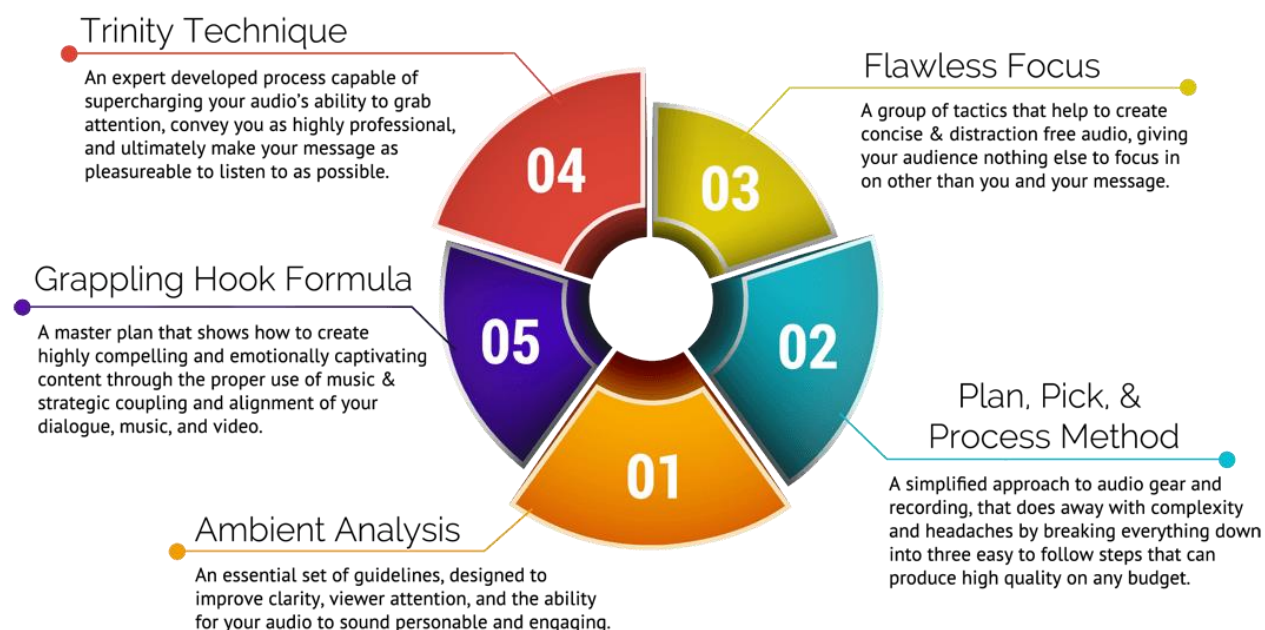 Trinity Technique
An expert developed process capable of
supercharging your audio's ability to grab
attention, convey you as highly professional,
and ultimately make your message as
pleasureable to listen to as possible.
04
03
Flawless Focus
A group of tactics that help to create
concise & distraction free audio, giving
your audience nothing else to focus in
on other than you and your message.
Grappling Hook Formula
A master plan that shows how to create
highly compelling and emotionally captivating
content through the proper use of music &
strategic coupling and alignment of your
dialogue, music, and video.
05
02
Plan, Pick, &
Process Method
A simplified approach to audio gear and
recording, that does away with complexity
and headaches by breaking everything down
into three easy to follow steps that can
produce high quality on any budget.
01
Ambient Analysis
An essential set of guidelines, designed to
improve clarity, viewer attention, and the ability
for your audio to sound personable and engaging.